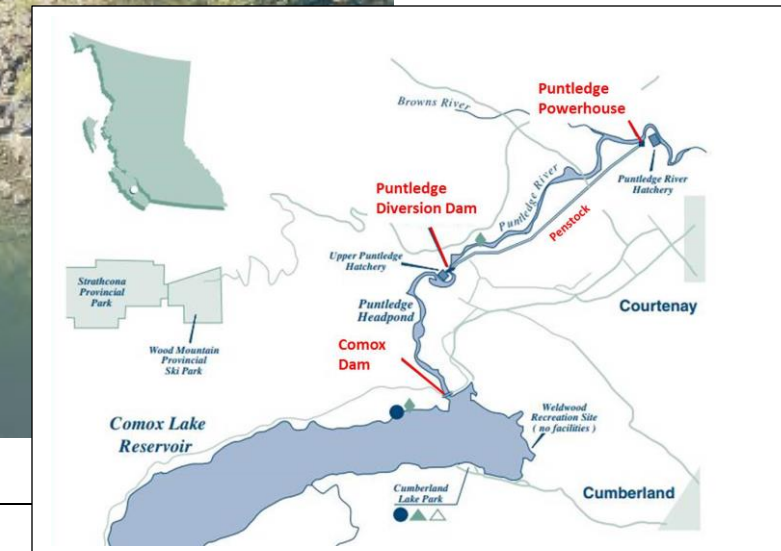 Browns River
Puntledge
Powerhouse
Puntledge River
Hatchery
Puntledge
Diversion Dam
Puntledge River
Penstock
Upper Puntledge
Hatchery
Strathcona
Provincial
Park
Puntledge
Headpond
Courtenay
Wood Mountain
Provincial
Ski Park
Comox
Dam
Comox Lake
Reservoir
Weldwood
Recreation Site
( no facilities )
Cumberland
Lake Park
Cumberland